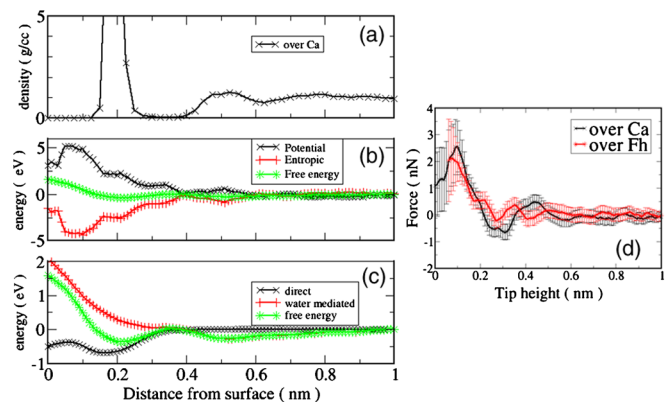 5
density ( g/cc )
over Ca
(a)
0
5
energy ( eV )
Potential
Entropic
Free energy
(b)
0
-5
2
energy ( eV )
direct
water mediated
free energy
(c)
1
0
-1
0 0.2 0.4 0.6 0.8 1
Distance from surface ( nm )
4
over Ca
over Fh
3
2
Force ( nN )
1
0
-1
(d)
-2
0 0.2 0.4 0.6 0.8 1
Tip height ( nm )